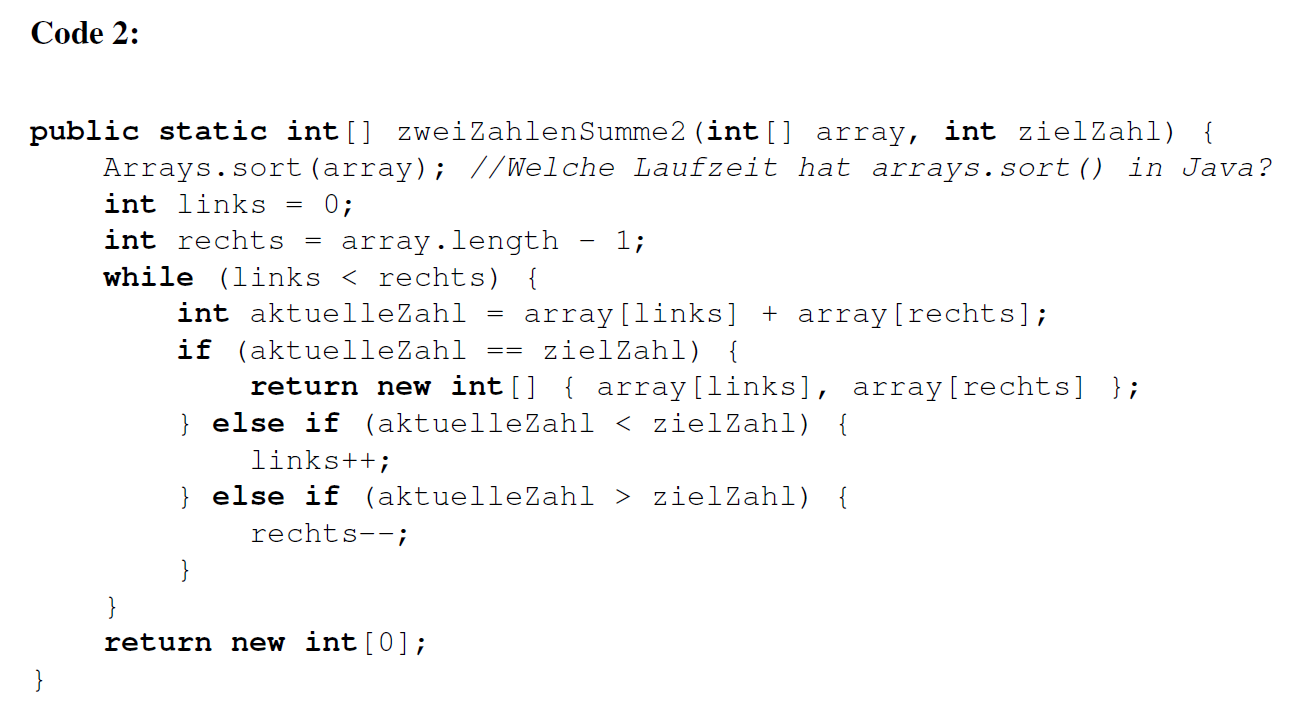 Code 2:
public static int[] zweiZahlenSumme2(int[] array, int zielZahl) {
Arrays.sort(array); //Welche Laufzeit hat arrays.sort() in Java?
int links = 0;
int rechts = array.length - 1;
while (links < rechts) {
int aktuelleZahl = array[links] + array[rechts];
if (aktuelleZahl == zielZahl) {
return new int[] { array[links], array[rechts] };
} else if (aktuelleZahl < zielZahl) {
links++;
} else if (aktuelleZahl > zielZahl) {
rechts--;
}
}
return new int[0];
}